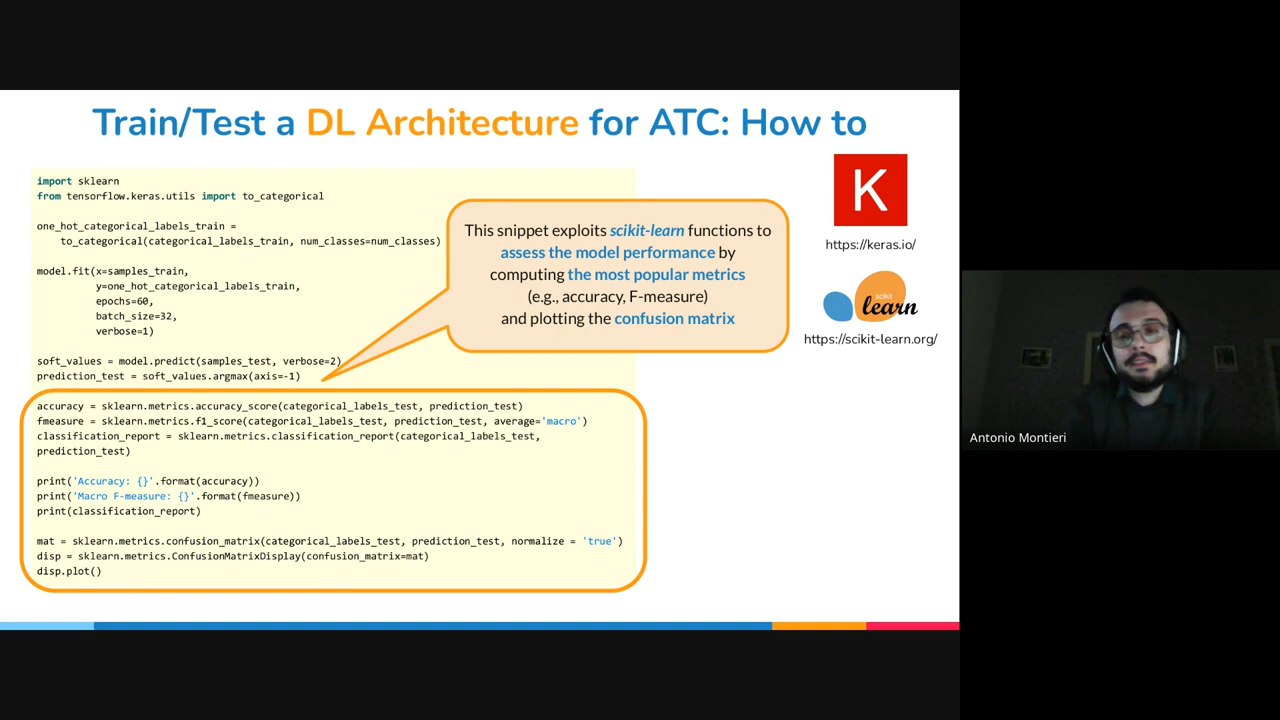 Train/Test a DL Architecture for ATC: How to
import sklearn
from tensorflow.keras.utils import to_categorical
one_hot_categorical_labels_train =
to_categorical(categorical_labels_train, num_classes=num_classes)
model.fit(x=samples_train,
y=one_hot_categorical_labels_train,
epochs=60,
batch_size=32,
verbose=1)
soft_values = model.predict(samples_test, verbose=2)
prediction_test = soft_values.argmax(axis=-1)
accuracy = sklearn.metrics.accuracy_score(categorical_labels_test, prediction_test)
fmeasure = sklearn.metrics.f1_score(categorical_labels_test, prediction_test, average='macro')
classification_report = sklearn.metrics.classification_report(categorical_labels_test,
prediction_test)
print('Accuracy: {}'.format(accuracy))
print('Macro F-measure: {}'.format(fmeasure))
print(classification_report)
mat = sklearn.metrics.confusion_matrix(categorical_labels_test, prediction_test, normalize = 'true')
disp = sklearn.metrics.ConfusionMatrixDisplay(confusion_matrix=mat)
disp.plot()
This snippet exploits scikit-learn functions to
assess the model performance by
computing the most popular metrics
(e.g., accuracy, F-measure)
and plotting the confusion matrix
K
https://keras.io/
scikit
learn
https://scikit-learn.org/
Antonio Montieri